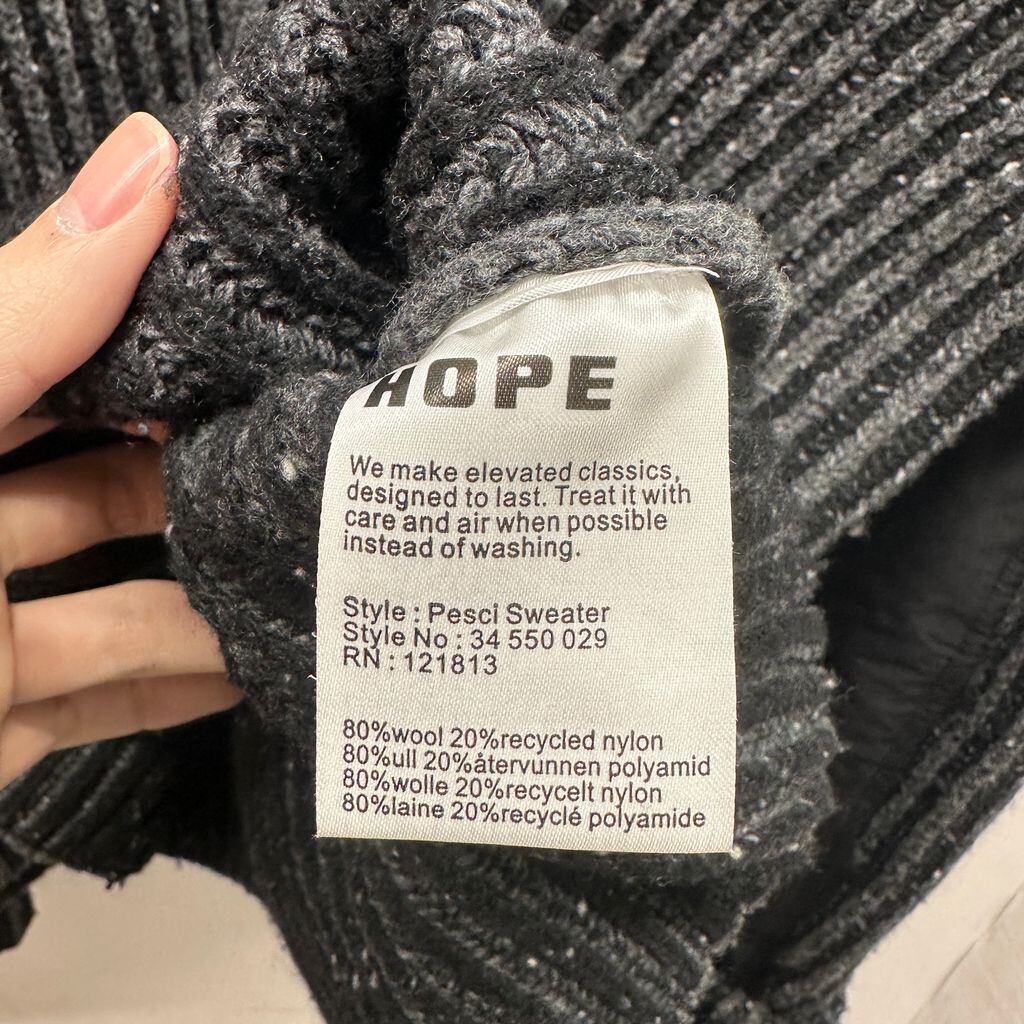 HOPE
We make elevated classics,
designed to last. Treat it with
care and air when possible
instead of washing.
Style : Pesci Sweater
Style No : 34 550 029
RN : 121813
80%wool 20%recycled nylon
80%ull 20%återvunnen polyamid
80%wolle 20%recycelt nylon
80%laine 20%recyclé polyamide